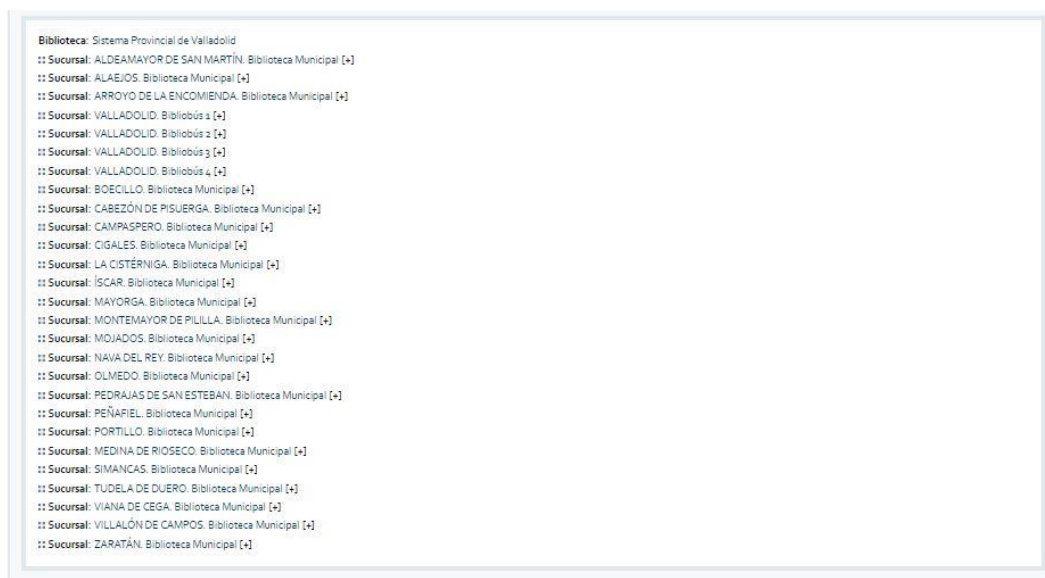 Biblioteca: Sistema Provincial de Valladolid
:: Sucursal: ALDEAMAYOR DE SAN MARTÍN. Biblioteca Municipal [+]
:: Sucursal: ALAEJOS. Biblioteca Municipal [+]
:: Sucursal: ARROYO DE LA ENCOMIENDA. Biblioteca Municipal [+]
:: Sucursal: VALLADOLID. Bibliobús 1 [+]
:: Sucursal: VALLADOLID. Bibliobús 2 [+]
:: Sucursal: VALLADOLID. Bibliobús 3 [+]
:: Sucursal: VALLADOLID. Bibliobús 4 [+]
:: Sucursal: BOECILLO. Biblioteca Municipal [+]
:: Sucursal: CABEZÓN DE PISUERGA. Biblioteca Municipal [+]
:: Sucursal: CAMPASPERO. Biblioteca Municipal [+]
:: Sucursal: CIGALES. Biblioteca Municipal [+]
:: Sucursal: LA CISTÉRNIGA. Biblioteca Municipal [+]
:: Sucursal: ÍSCAR. Biblioteca Municipal [+]
:: Sucursal: MAYORGA. Biblioteca Municipal [+]
:: Sucursal: MONTEMAYOR DE PILILLA. Biblioteca Municipal [+]
:: Sucursal: MOJADOS. Biblioteca Municipal [+]
:: Sucursal: NAVA DEL REY. Biblioteca Municipal [+]
:: Sucursal: OLMEDO. Biblioteca Municipal [+]
:: Sucursal: PEDRAJAS DE SAN ESTEBAN. Biblioteca Municipal [+]
:: Sucursal: PEÑAFIEL. Biblioteca Municipal [+]
:: Sucursal: PORTILLO. Biblioteca Municipal [+]
:: Sucursal: MEDINA DE RIOSECO. Biblioteca Municipal [+]
:: Sucursal: SIMANCAS. Biblioteca Municipal [+]
:: Sucursal: TUDELA DE DUERO. Biblioteca Municipal [+]
:: Sucursal: VIANA DE CEGA. Biblioteca Municipal [+]
:: Sucursal: VILLALÓN DE CAMPOS. Biblioteca Municipal [+]
:: Sucursal: ZARATÁN. Biblioteca Municipal [+]